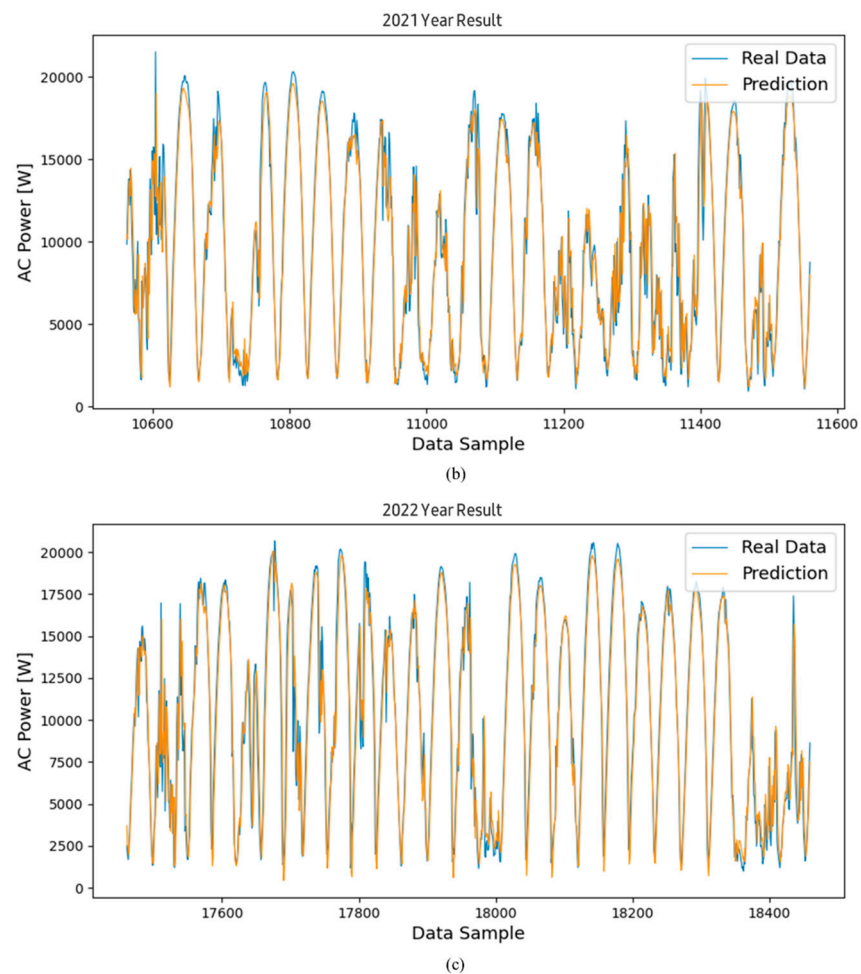 2021 Year Result
AC Power [W]
20000
15000
10000
5000
0
Real Data
Prediction
10600 10800 11000 11200 11400 11600
Data Sample
(b)
2022 Year Result
AC Power [W]
20000
17500
15000
12500
10000
7500
5000
2500
0
Real Data
Prediction
17600 17800 18000 18200 18400
Data Sample
(c)